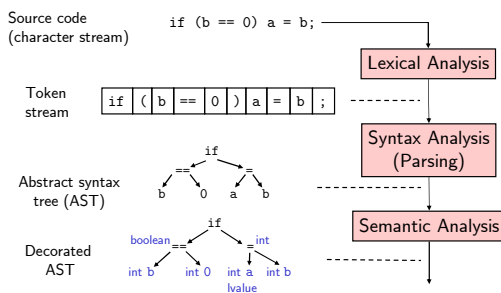 Source code
(character stream)
if (b == 0) a = b;
Lexical Analysis
Token
stream
if ( b == 0 ) a = b ;
Syntax Analysis
(Parsing)
if
== =
b 0 a b
Abstract syntax
tree (AST)
Semantic Analysis
if
boolean == = int
Decorated
AST
int b int 0 int a int b
lvalue